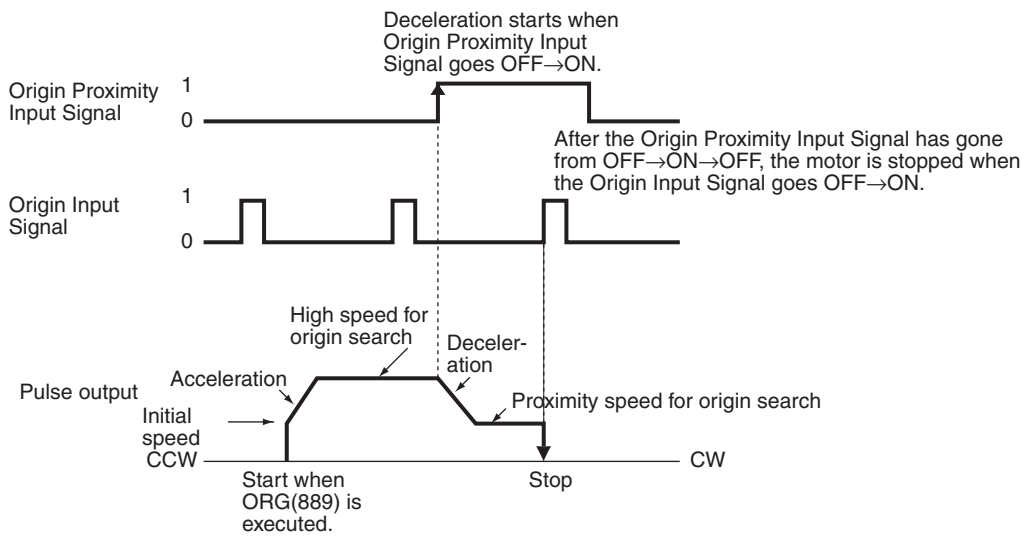 Deceleration starts when
Origin Proximity Input
Signal goes OFF→ON.
Origin Proximity
Input Signal
1
0
After the Origin Proximity Input Signal has gone
from OFF→ON→OFF, the motor is stopped when
the Origin Input Signal goes OFF→ON.
Origin Input
Signal
1
0
High speed for
origin search
Deceler-
ation
Acceleration
Pulse output
Proximity speed for origin search
Initial
speed
CCW
CW
Start when
ORG(889) is
executed.
Stop